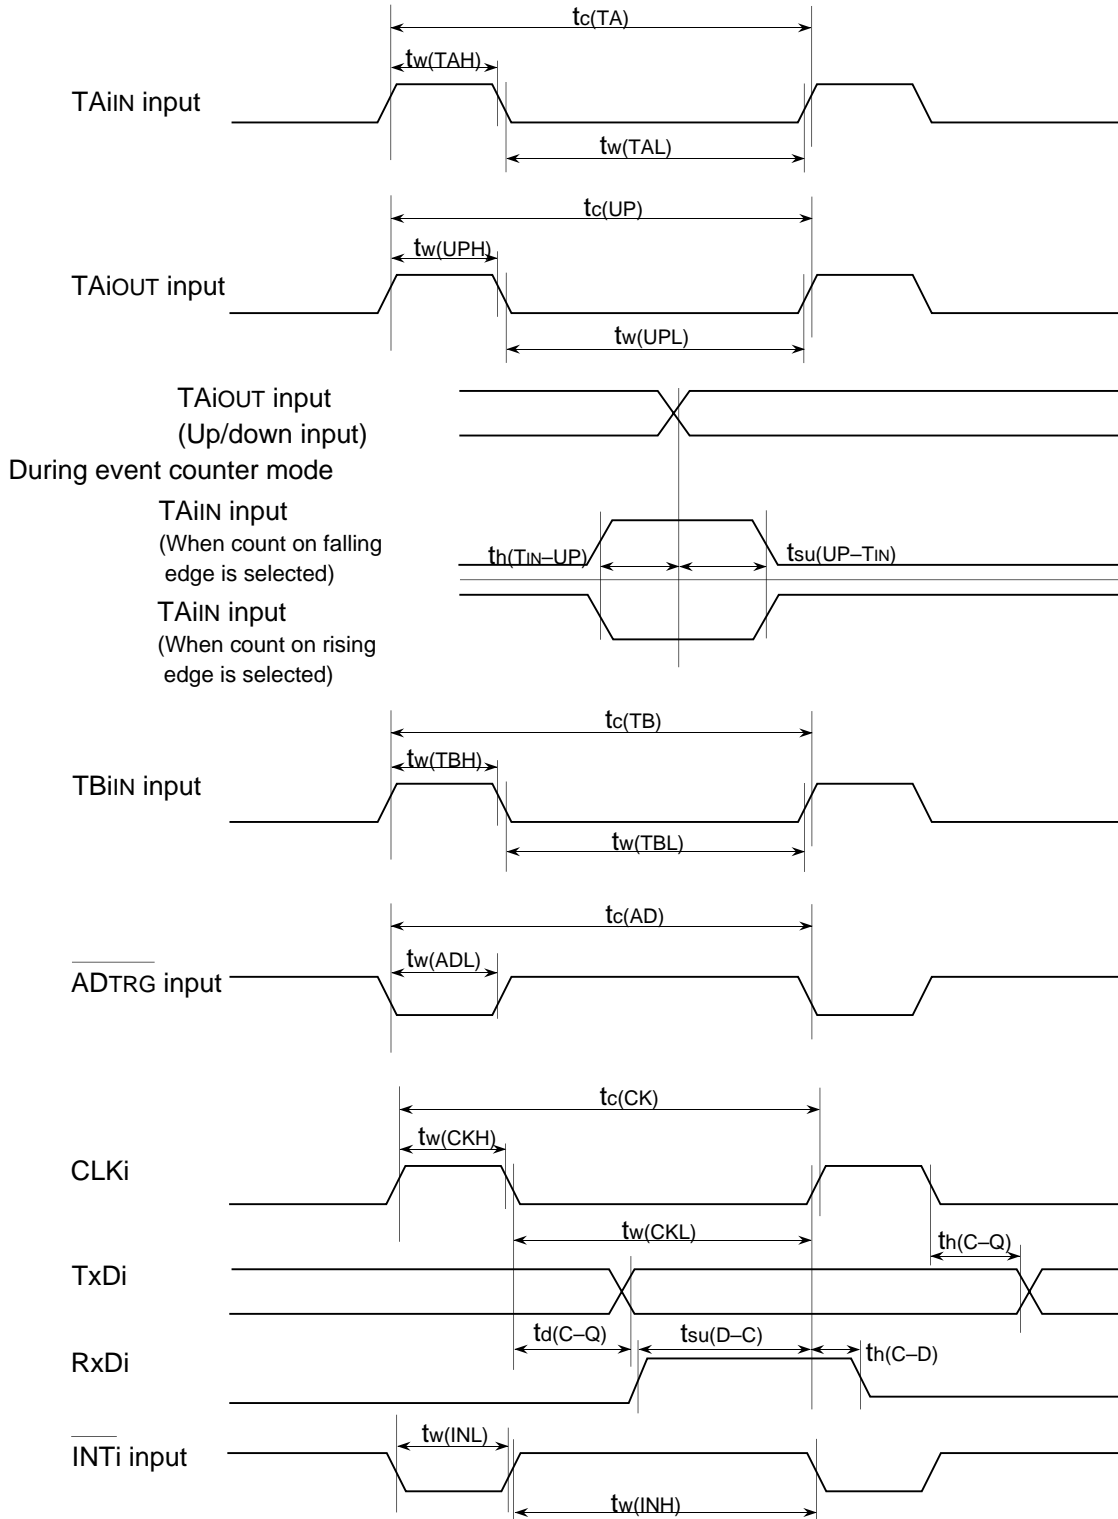 tc(TA)
tw(TAH)
TAiIN input
tw(TAL)
tc(UP)
tw(UPH)
TAiOUT input
tw(UPL)
TAiOUT input
(Up/down input)
During event counter mode
TAiIN input
(When count on falling
edge is selected)
th(TIN–UP)
tsu(UP–TIN)
TAiIN input
(When count on rising
edge is selected)
tc(TB)
tw(TBH)
TBiIN input
tw(TBL)
tc(AD)
tw(ADL)
ADTRG input
tc(CK)
tw(CKH)
CLKi
tw(CKL)
th(C–Q)
TxDi
td(C–Q)
tsu(D–C)
th(C–D)
RxDi
tw(INL)
INTi input
tw(INH)